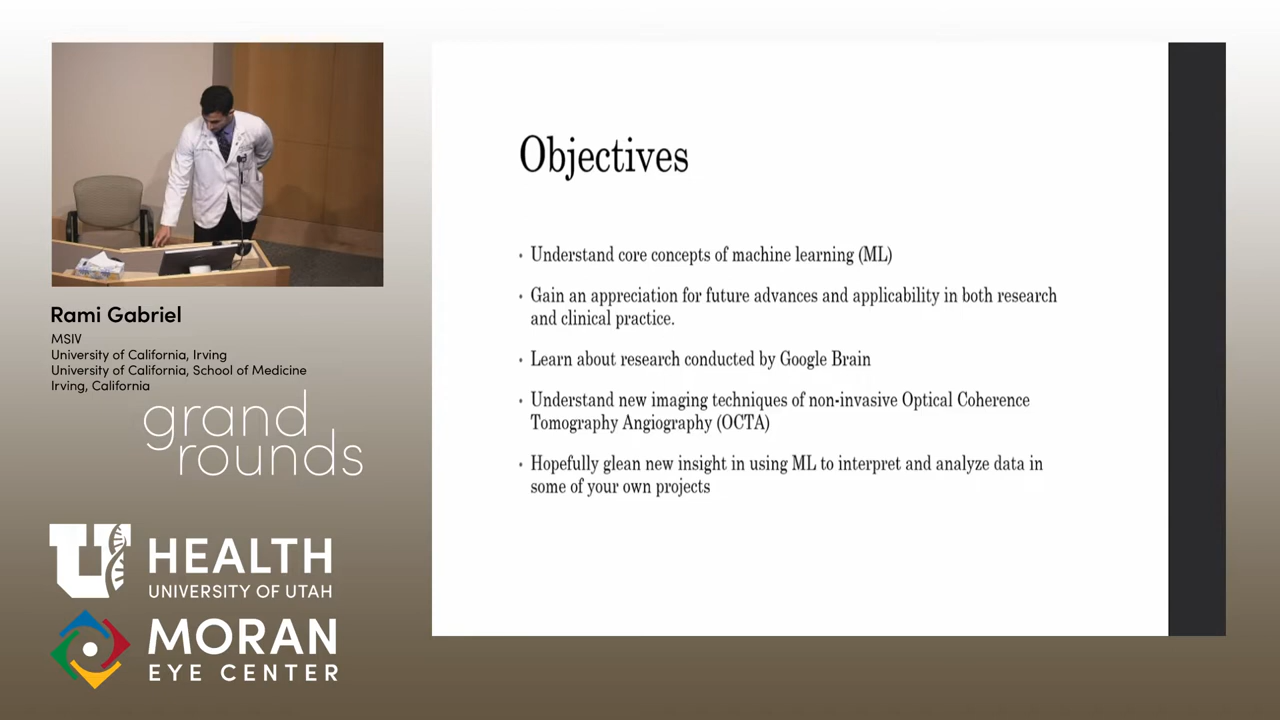 Rami Gabriel
MSIV
University of California, Irving
University of California, School of Medicine
Irving, California
grand
rounds
U HEALTH
UNIVERSITY OF UTAH
MORAN
EYE CENTER
Objectives
• Understand core concepts of machine learning (ML)
• Gain an appreciation for future advances and applicability in both research
and clinical practice.
• Learn about research conducted by Google Brain
• Understand new imaging techniques of non-invasive Optical Coherence
Tomography Angiography (OCTA)
• Hopefully glean new insight in using ML to interpret and analyze data in
some of your own projects